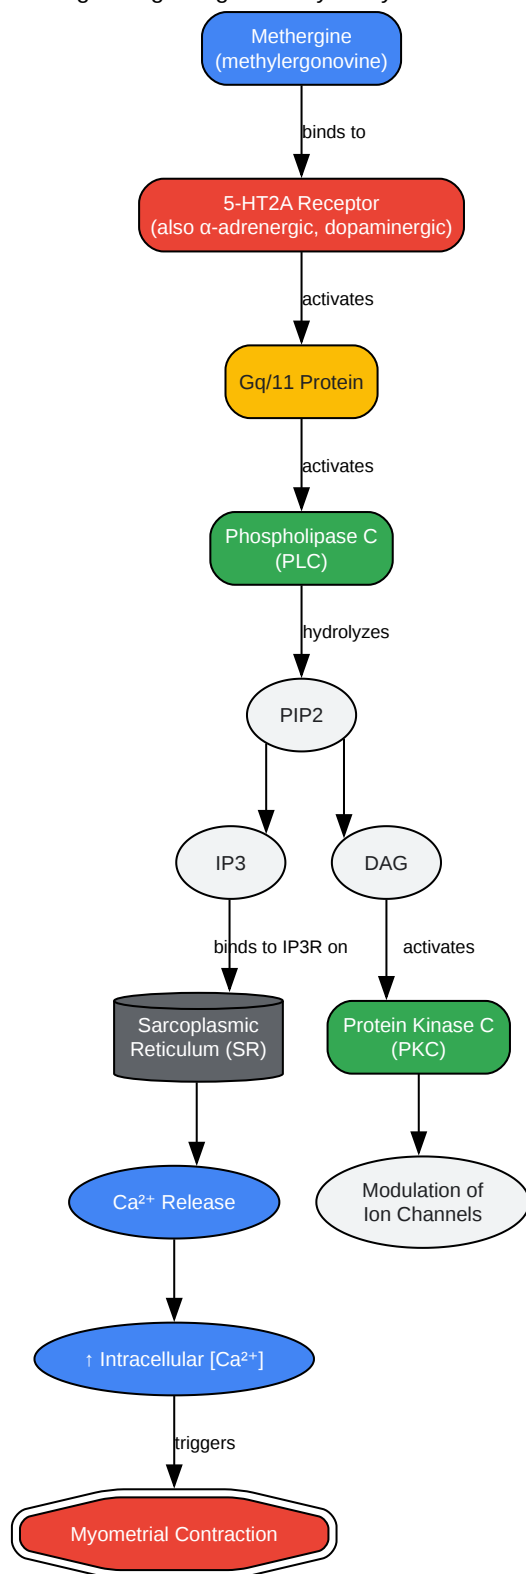 Methergine
(methylergonovine)
binds to
5-HT2A Receptor
(also α-adrenergic, dopaminergic)
activates
Gq/11 Protein
activates
Phospholipase C
(PLC)
hydrolyzes
PIP2
IP3
DAG
binds to IP3R on
activates
Sarcoplasmic
Reticulum (SR)
Protein Kinase C
(PKC)
Ca²⁺ Release
Modulation of
Ion Channels
↑ Intracellular [Ca²⁺]
triggers
Myometrial Contraction